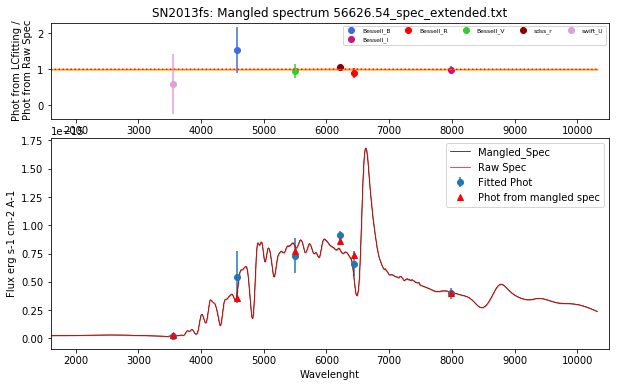 SN2013fs: Mangled spectrum 56626.54_spec_extended.txt
Phot from LCfitting /
Phot from Raw Spec
2
1
0
Bessell_B
Bessell_R
Bessell_V
sdss_r
swift_U
Bessell_I
2000 3000 4000 5000 6000 7000 8000 9000 10000
Flux erg s-1 cm-2 A-1
1.75
1.50
1.25
1.00
0.75
0.50
0.25
0.00
Mangled_Spec
Raw Spec
Fitted Phot
Phot from mangled spec
2000 3000 4000 5000 6000 7000 8000 9000 10000
Wavelenght